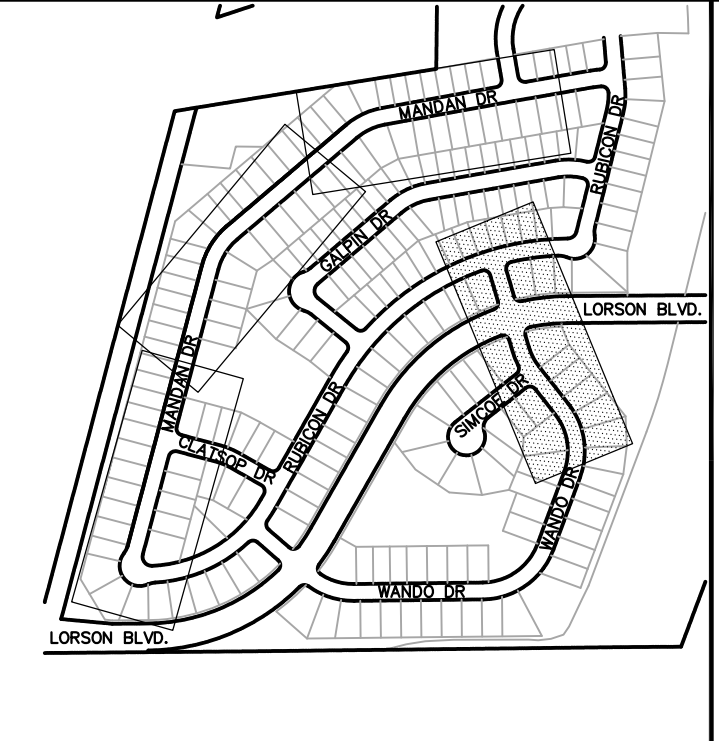 MANDAN DR
RUBICON DR
GALPIN DR
LORSON BLVD.
MANDAN DR
SIMCOE DR
RUBICON DR
CLATSOP DR
WANDO DR
WANDO DR
LORSON BLVD.